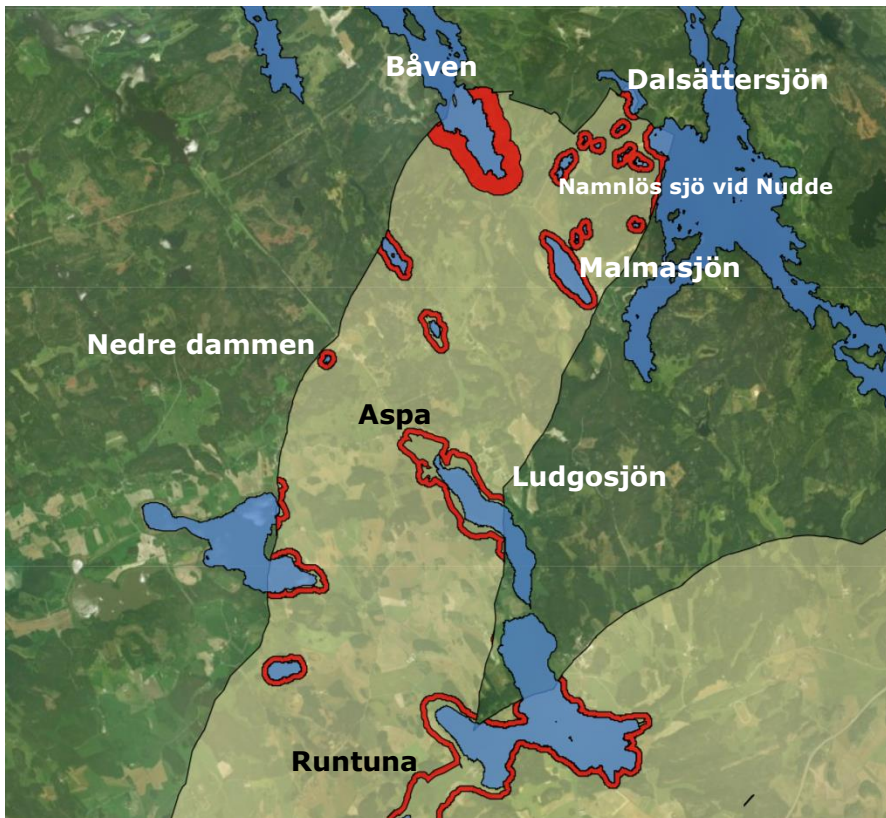 Båven
Dalsättersjön
Namnlös sjö vid Nudde
Malmasjön
Nedre dammen
Aspa
Ludgosjön
Runtuna